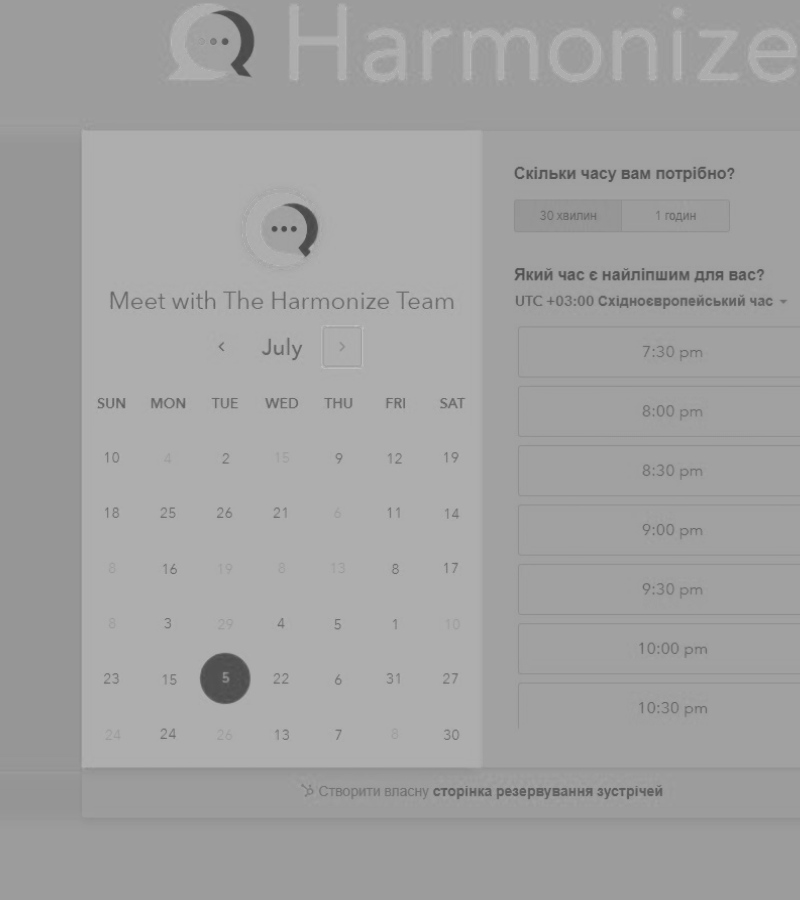 Harmonize
Meet with The Harmonize Team
July
SUN MON TUE WED THU FRI SAT
10 4 2 15 9 12 19
18 25 26 21 6 11 14
8 16 19 8 13 8 17
8 3 29 4 5 1 10
23 15 5 22 6 31 27
24 24 26 13 7 8 30
Скільки часу вам потрібно?
30 хвилин 1 годин
Який час є найліпшим для вас?
UTC +03:00 Східноєвропейський час
7:30 pm
8:00 pm
8:30 pm
9:00 pm
9:30 pm
10:00 pm
10:30 pm
Створити власну сторінка резервування зустрічей